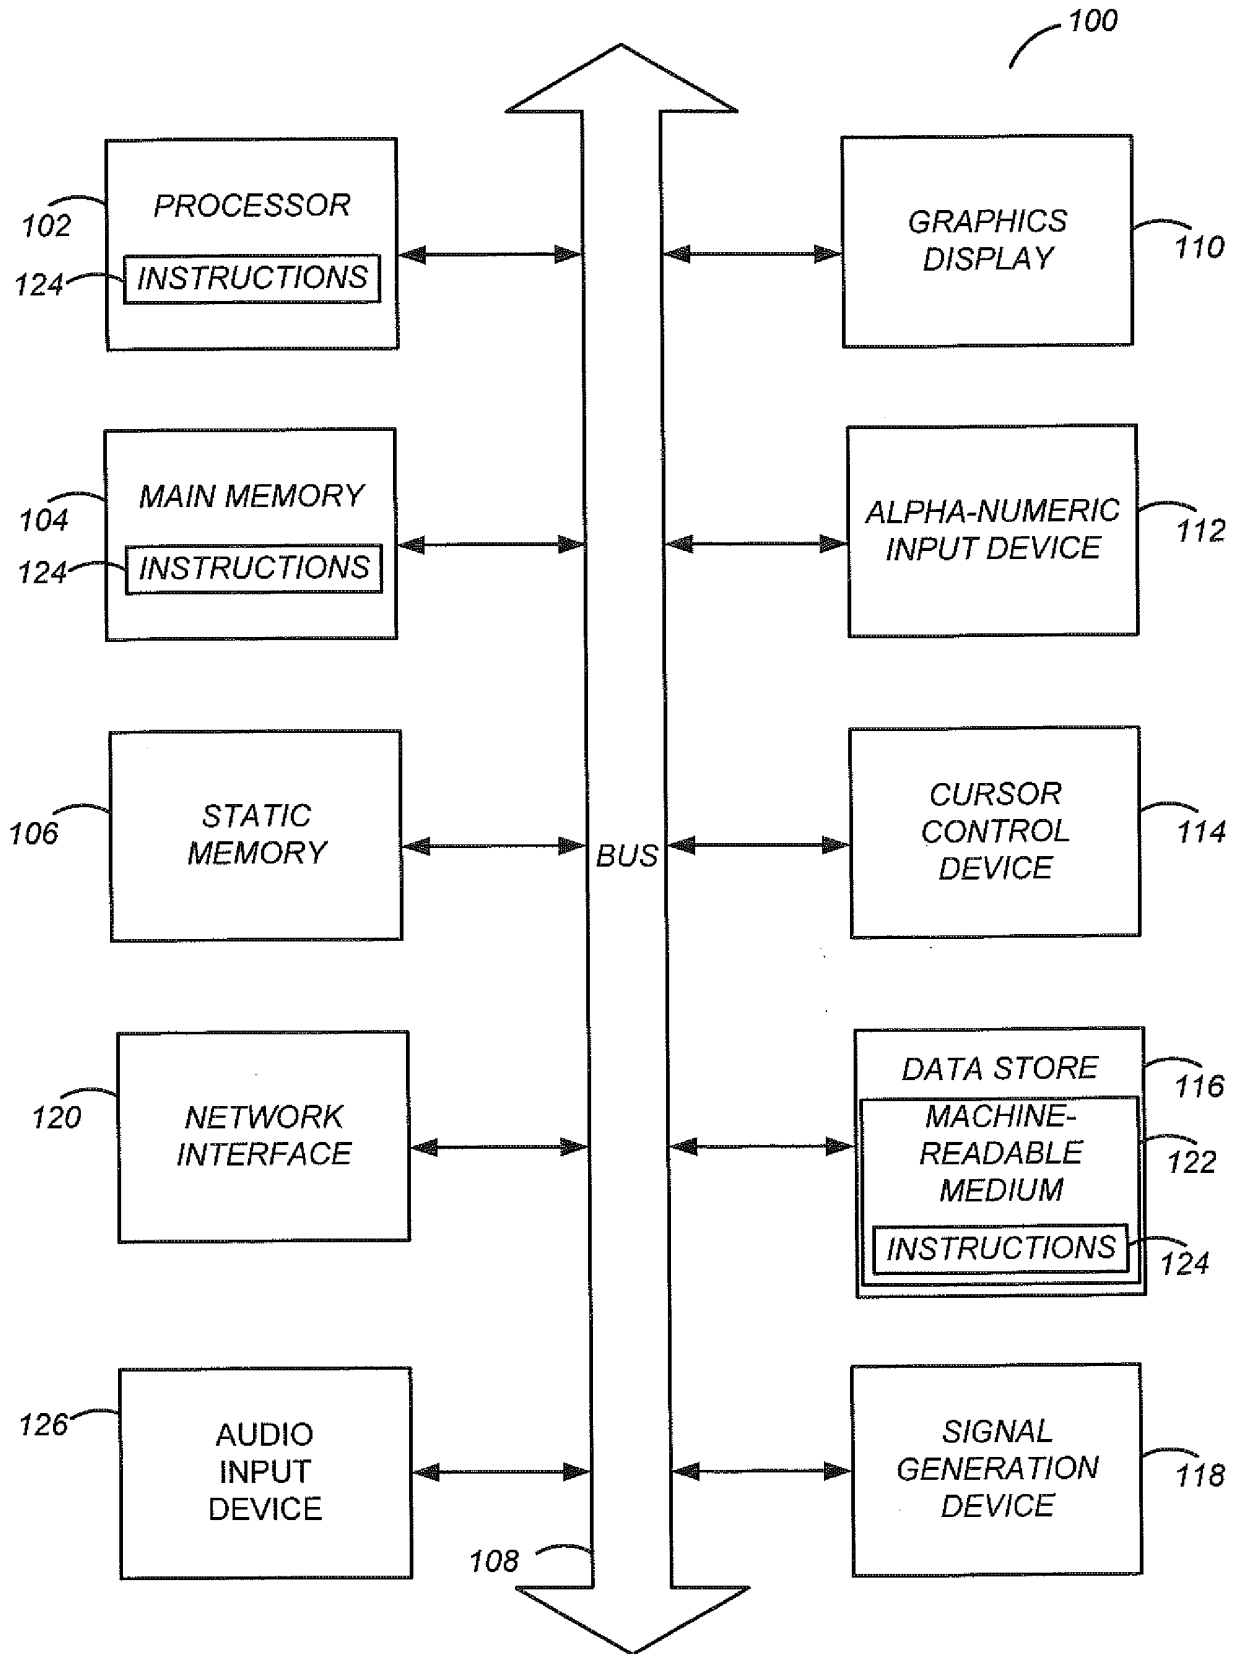 100
PROCESSOR
102
INSTRUCTIONS
124
GRAPHICS
DISPLAY
110
MAIN MEMORY
104
INSTRUCTIONS
124
ALPHA-NUMERIC
INPUT DEVICE
112
STATIC
MEMORY
106
BUS
CURSOR
CONTROL
DEVICE
114
NETWORK
INTERFACE
120
DATA STORE
116
MACHINE-
READABLE
MEDIUM
122
INSTRUCTIONS
124
AUDIO
INPUT
DEVICE
126
108
SIGNAL
GENERATION
DEVICE
118